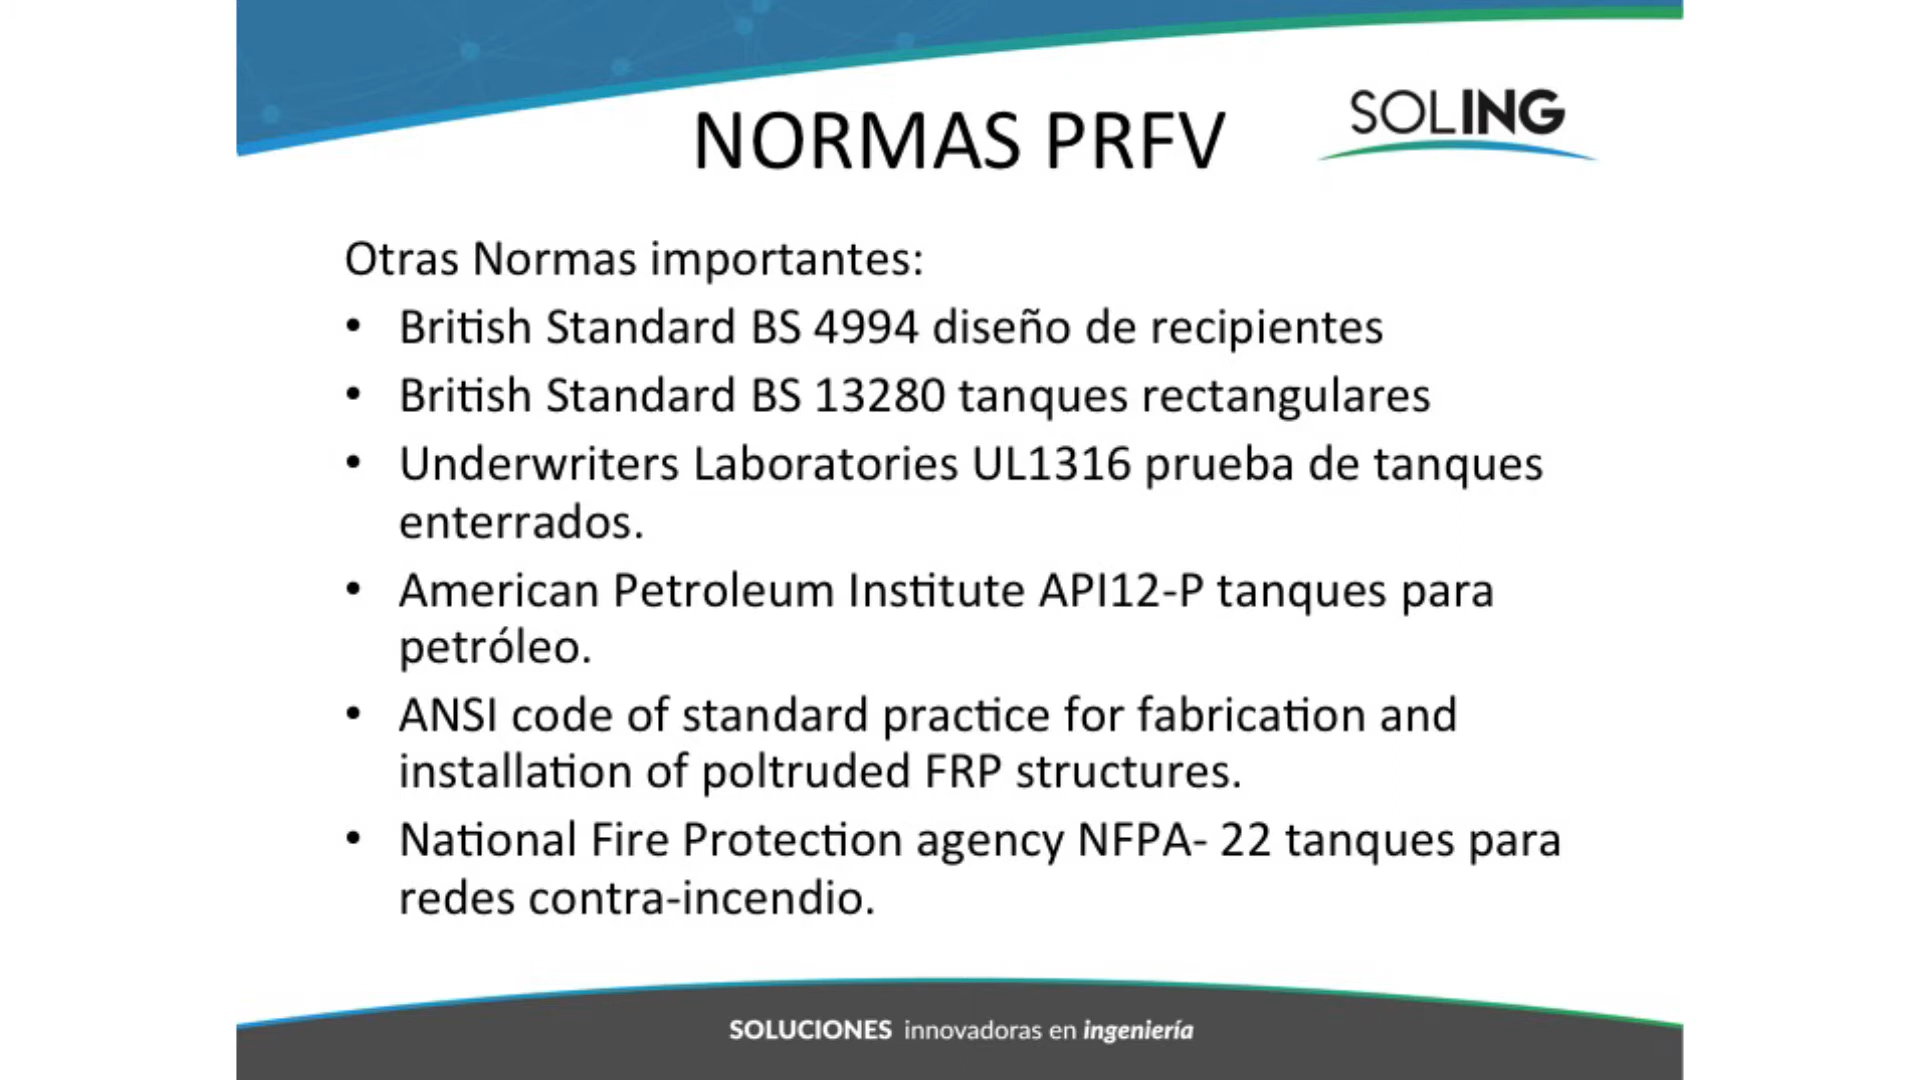 SOLING
NORMAS PRFV
Otras Normas importantes:
• British Standard BS 4994 diseño de recipientes
• British Standard BS 13280 tanques rectangulares
• Underwriters Laboratories UL1316 prueba de tanques
enterrados.
• American Petroleum Institute API12-P tanques para
petróleo.
• ANSI code of standard practice for fabrication and
installation of poltruded FRP structures.
• National Fire Protection agency NFPA- 22 tanques para
redes contra-incendio.
SOLUCIONES innovadoras en ingeniería